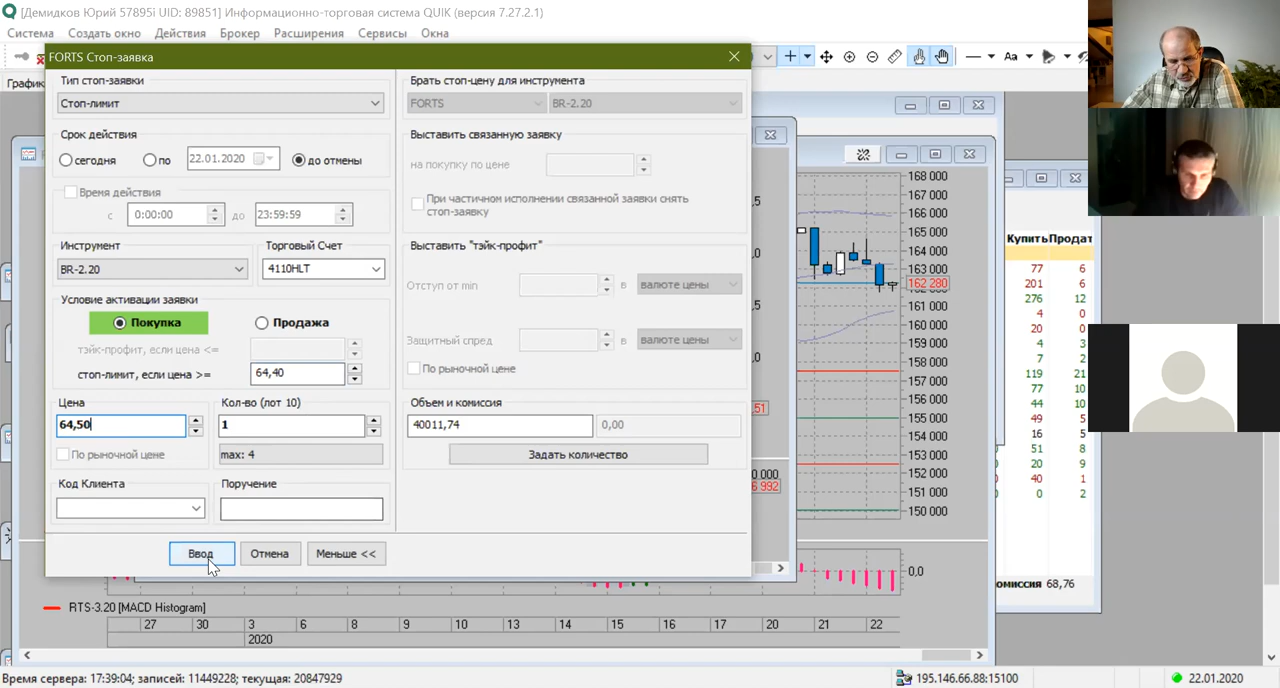 [Демидков Юрий 57895i UID: 89851] Информационно-торговая система QUIK (версия 7.27.2.1)
Система Создать окно Действия Брокер Расширения Сервисы Окна
Aa
График
FORTS Стоп-заявка
Тип стоп-заявки
Стоп-лимит
Срок действия
сегодня по 22.01.2020 до отмены
Время действия
с 0:00:00 до 23:59:59
Инструмент Торговый Счет
BR-2.20 4110HLT
Условие активации заявки
Покупка Продажа
тэйк-профит, если цена <=
стоп-лимит, если цена >= 64,40
Цена Кол-во (лот 10)
64,50 1
По рыночной цене max: 4
Код Клиента Поручение
Ввод Отмена Меньше <<
Брать стоп-цену для инструмента
FORTS BR-2.20
Выставить связанную заявку
на покупку по цене
При частичном исполнении связанной заявки снять
стоп-заявку
Выставить "тэйк-профит"
Отступ от min в валюте цены
Защитный спред в валюте цены
По рыночной цене
Объем и комиссия
40011,74 0,00
Задать количество
168 000
167 000
166 000
165 000
164 000
163 000
162 280
161 000
160 000
159 000
158 000
157 000
156 000
155 000
154 000
153 000
152 000
151 000
150 000
0,0
Купить Продат
77 6
201 6
276 12
4 0
20 0
4 3
7 2
119 21
77 10
44 10
49 5
16 5
51 8
20 9
40 1
0 2
омиссия 68,76
RTS-3.20 [MACD Histogram]
27 30 3 6 8 9 10 13 14 15 16 17 20 21 22
2020
Время сервера: 17:39:04; записей: 11449228; текущая: 20847929 195.146.66.88:15100 22.01.2020